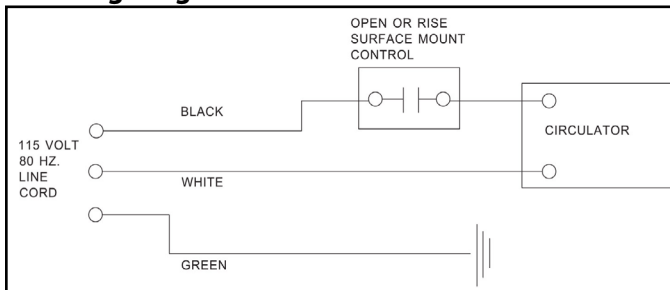 OPEN OR RISE
SURFACE MOUNT
CONTROL
BLACK
CIRCULATOR
115 VOLT
80 HZ.
LINE
CORD
WHITE
GREEN